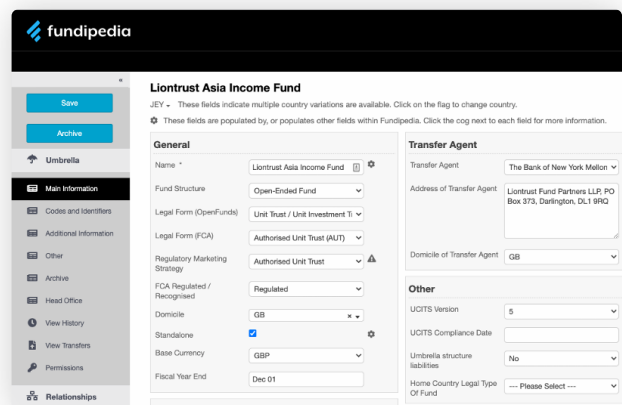 fundipedia
«
Save
Archive
Umbrella
Main Information
Codes and Identifiers
Additional Information
Other
Archive
Head Office
View History
View Transfers
Permissions
Relationships
Liontrust Asia Income Fund
JEY These fields indicate multiple country variations are available. Click on the flag to change country.
These fields are populated by, or populates other fields within Fundipedia. Click the cog next to each field for more information.
General
Name * Liontrust Asia Income Fund
Fund Structure Open-Ended Fund
Legal Form (OpenFunds) Unit Trust / Unit Investment Tr
Legal Form (FCA) Authorised Unit Trust (AUT)
Regulatory Marketing
Strategy Authorised Unit Trust
FCA Regulated /
Recognised Regulated
Domicile GB ×
Standalone
Base Currency GBP
Fiscal Year End Dec 01
Transfer Agent
Transfer Agent The Bank of New York Mellon
Address of Transfer Agent Liontrust Fund Partners LLP, PO
Box 373, Darlington, DL1 9RQ
Domicile of Transfer Agent GB
Other
UCITS Version 5
UCITS Compliance Date
Umbrella structure
liabilities No
Home Country Legal Type
Of Fund --- Please Select ---